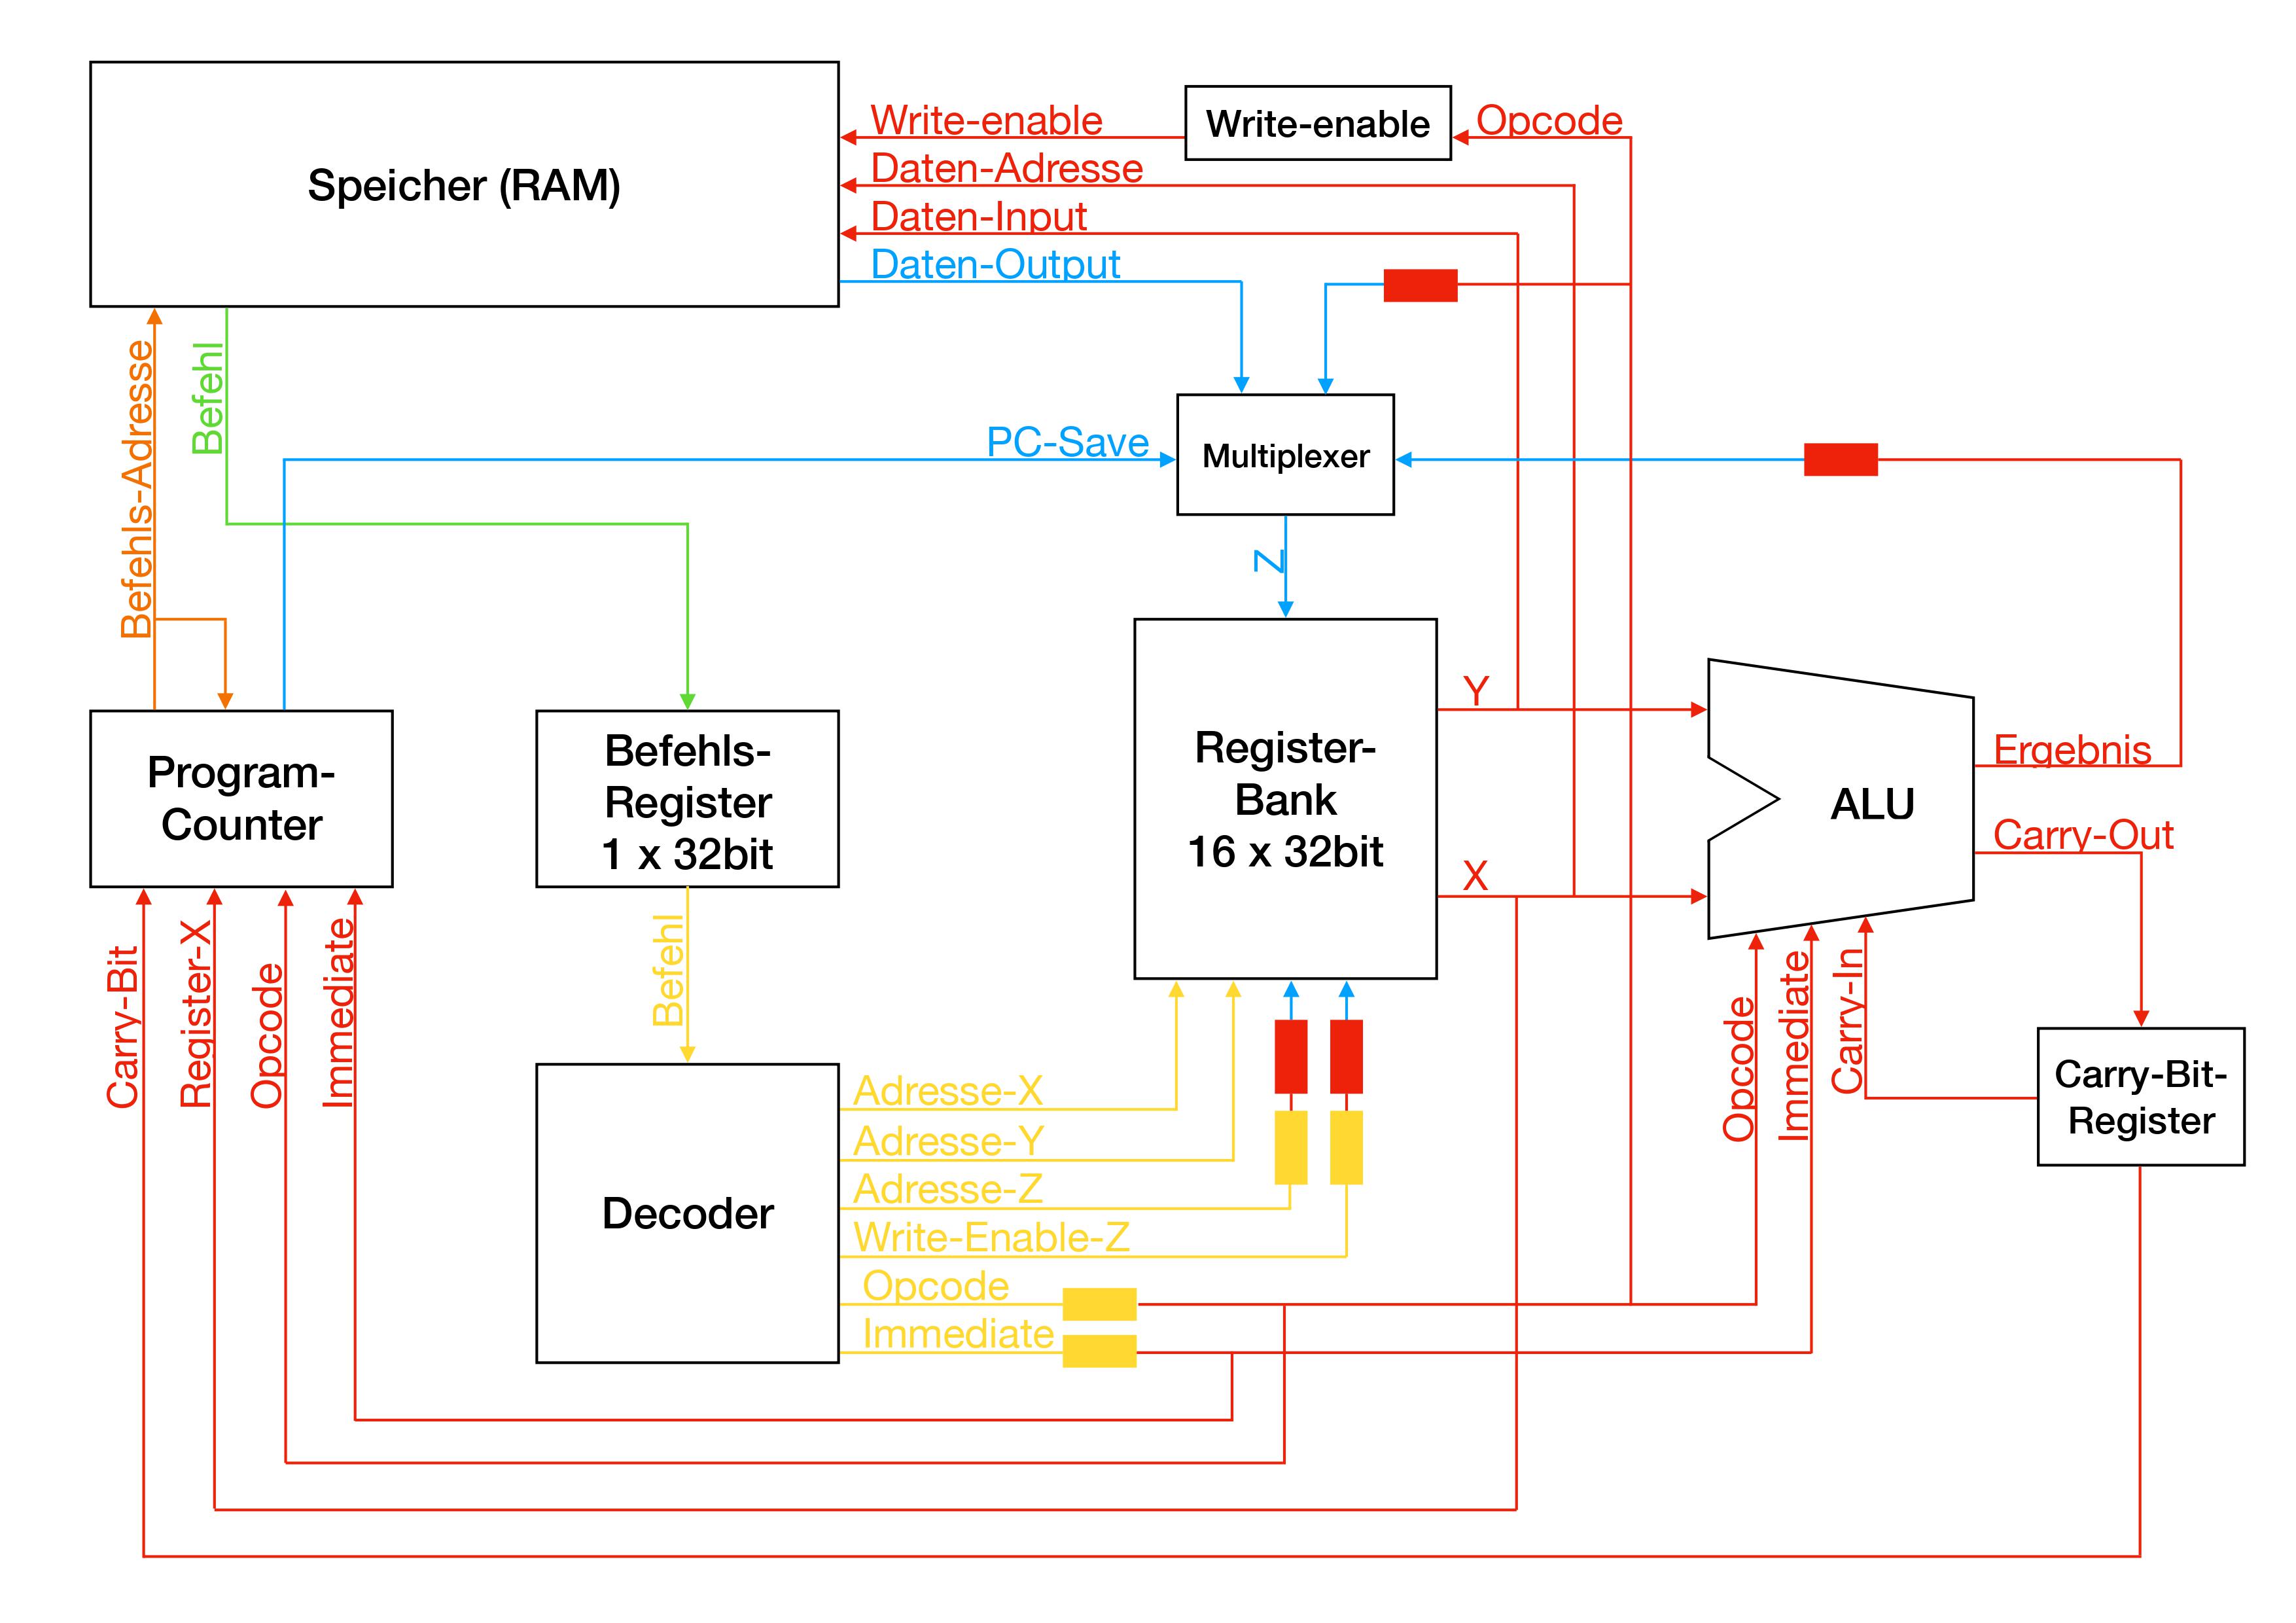 Speicher (RAM)
Write-enable
Write-enable
Opcode
Daten-Adresse
Daten-Input
Daten-Output
Befehls-Adresse
Befehl
PC-Save
Multiplexer
Z
Program-
Counter
Befehls-
Register
1 x 32bit
Register-
Bank
16 x 32bit
Y
X
ALU
Ergebnis
Carry-Out
Carry-Bit
Register-X
Opcode
Immediate
Befehl
Opcode
Immediate
Carry-In
Carry-Bit-
Register
Decoder
Adresse-X
Adresse-Y
Adresse-Z
Write-Enable-Z
Opcode
Immediate